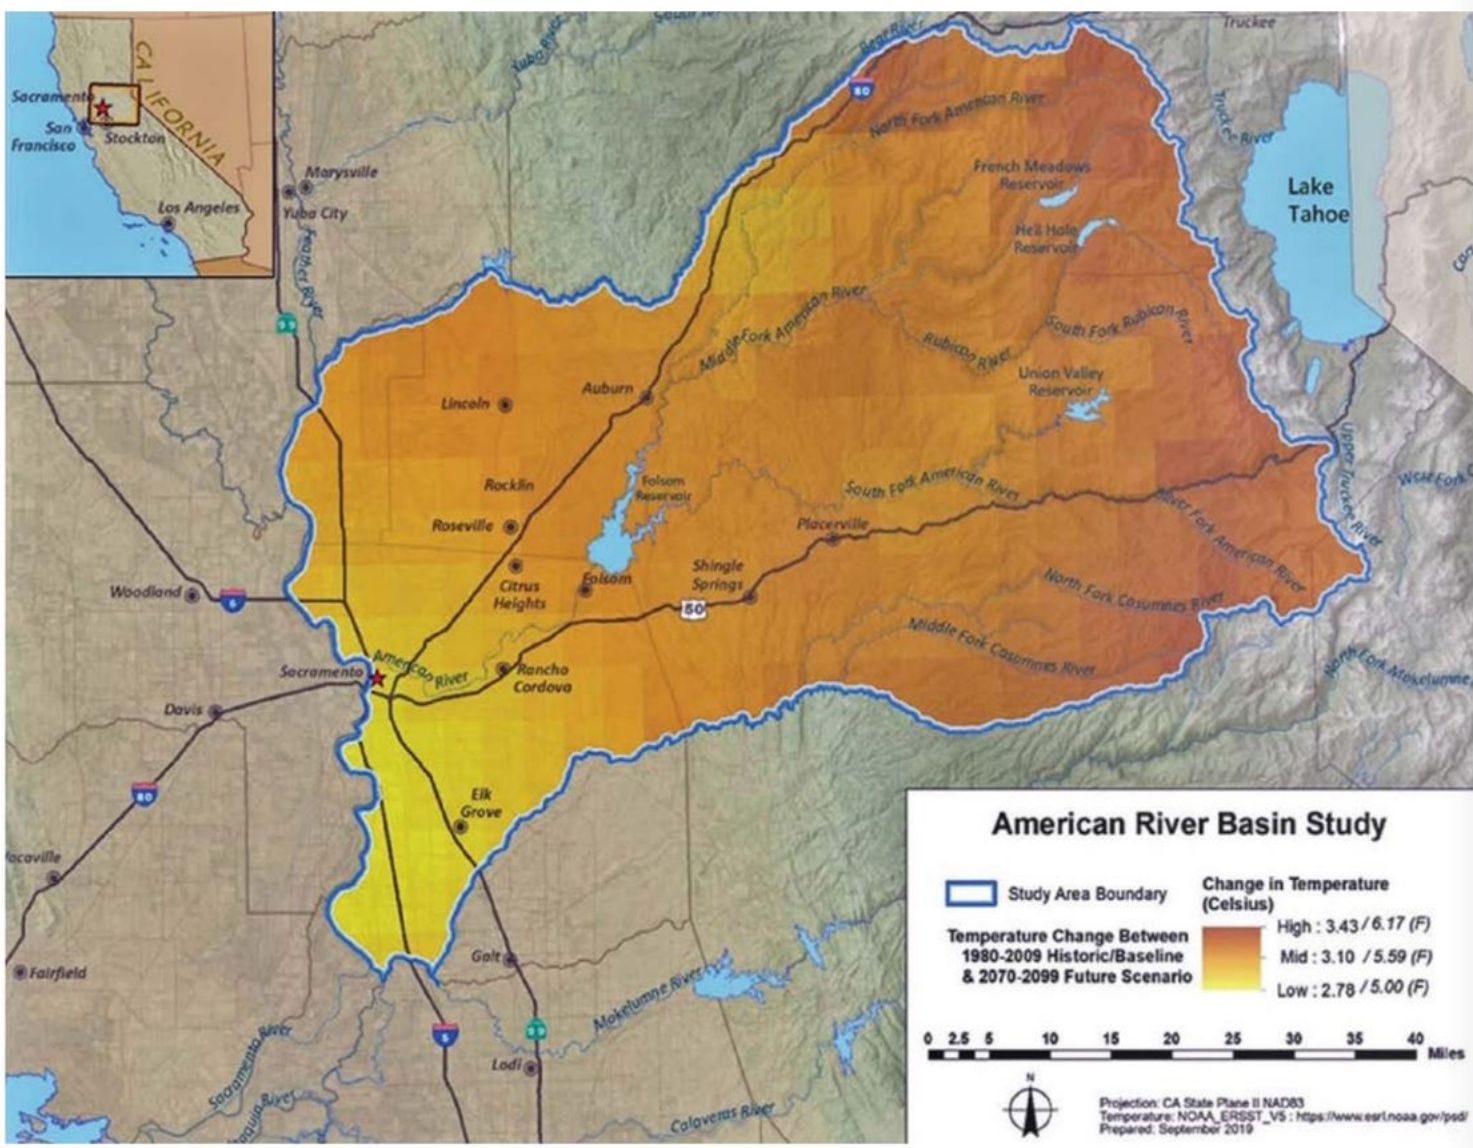 CALIFORNIA
Sacramento
San
Francisco
Stockton
Los Angeles
Marysville
Yuba City
Feather River
Yuba River
Bear River
Truckee
80
North Fork American River
Truckee River
French Meadows
Reservoir
Hell Hole
Reservoir
Lake
Tahoe
99
Middle Fork American River
Rubicon River
South Fork Rubicon River
Union Valley
Reservoir
Lincoln
Auburn
Rocklin
Roseville
Folsom
Reservoir
South Fork American River
Placerville
Silver Fork American River
Upper Truckee River
West Fork
Woodland
5
Citrus
Heights
Folsom
Shingle
Springs
50
North Fork Cosumnes River
Middle Fork Cosumnes River
North Fork Mokelumne
Sacramento
American River
Rancho
Cordova
Davis
80
Elk
Grove
Fairfield
Galt
Mokelumne River
5
99
Lodi
Sacramento River
Calaveras River
American River Basin Study
Study Area Boundary
Temperature Change Between
1980-2009 Historic/Baseline
& 2070-2099 Future Scenario
Change in Temperature
(Celsius)
High : 3.43 / 6.17 (F)
Mid : 3.10 / 5.59 (F)
Low : 2.78 / 5.00 (F)
0 2.5 5 10 15 20 25 30 35 40
Miles
N
Projection: CA State Plane II NAD83
Temperature: NOAA_ERSST_V5 : https://www.esrl.noaa.gov/psd/
Prepared: September 2019